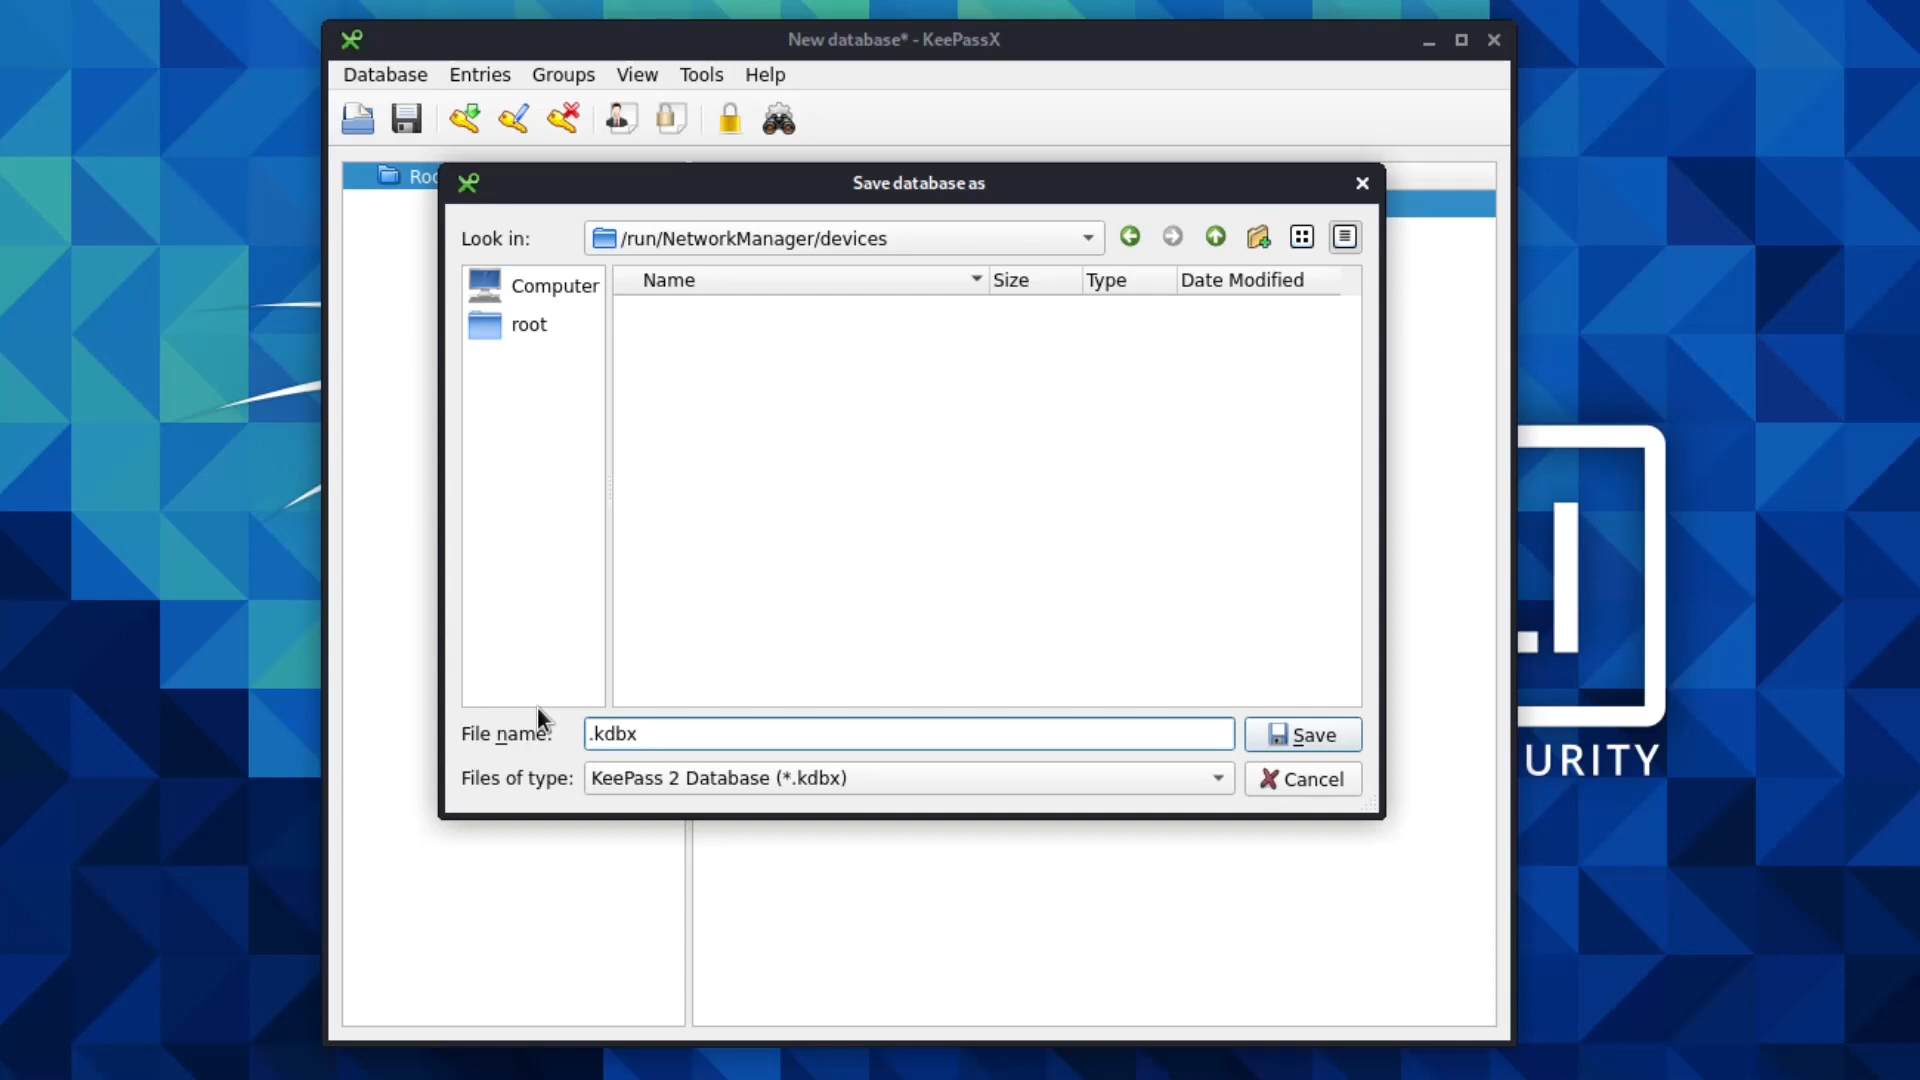 New database* - KeePassX
Database Entries Groups View Tools Help
Save database as
Look in: /run/NetworkManager/devices
Name Size Type Date Modified
Computer
root
File name: .kdbx Save
Files of type: KeePass 2 Database (*.kdbx) Cancel
URITY